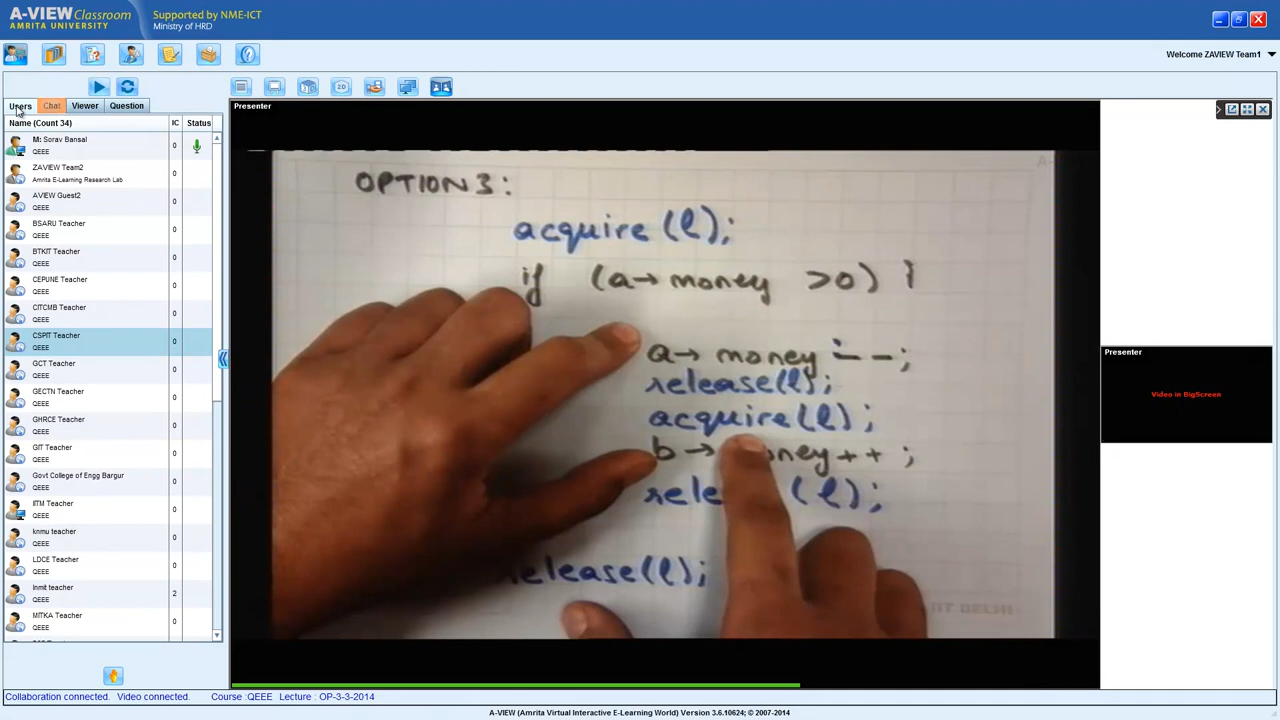 A-VIEW Classroom
AMRITA UNIVERSITY
Supported by NME-ICT
Ministry of HRD
Welcome ZAVIEW Team1
Users
Chat
Viewer
Question
Name (Count 34)
IC
Status
M: Sorav Bansal
QEEE
0
ZAVIEW Team2
Amrita E-Learning Research Lab
0
AVIEW Guest2
QEEE
0
BSARU Teacher
QEEE
0
BTKIT Teacher
QEEE
0
CEPUNE Teacher
QEEE
0
CITCMB Teacher
QEEE
0
CSPIT Teacher
QEEE
0
GCT Teacher
QEEE
0
GECTN Teacher
QEEE
0
GHRCE Teacher
QEEE
0
GIT Teacher
QEEE
0
Govt College of Engg Bargur
QEEE
0
IITM Teacher
QEEE
0
knmu teacher
QEEE
0
LDCE Teacher
QEEE
0
lnmit teacher
QEEE
2
MITKA Teacher
QEEE
0
Presenter
OPTION 3:
acquire (l);
if (a→ money >0) {
a→ money --;
release(l);
acquire(l);
b → money ++ ;
(l);
release(l);
IIT DELHI
Presenter
Video in BigScreen
Collaboration connected. Video connected. Course :QEEE Lecture : OP-3-3-2014
A-VIEW (Amrita Virtual Interactive E-Learning World) Version 3.6.10624; © 2007-2014